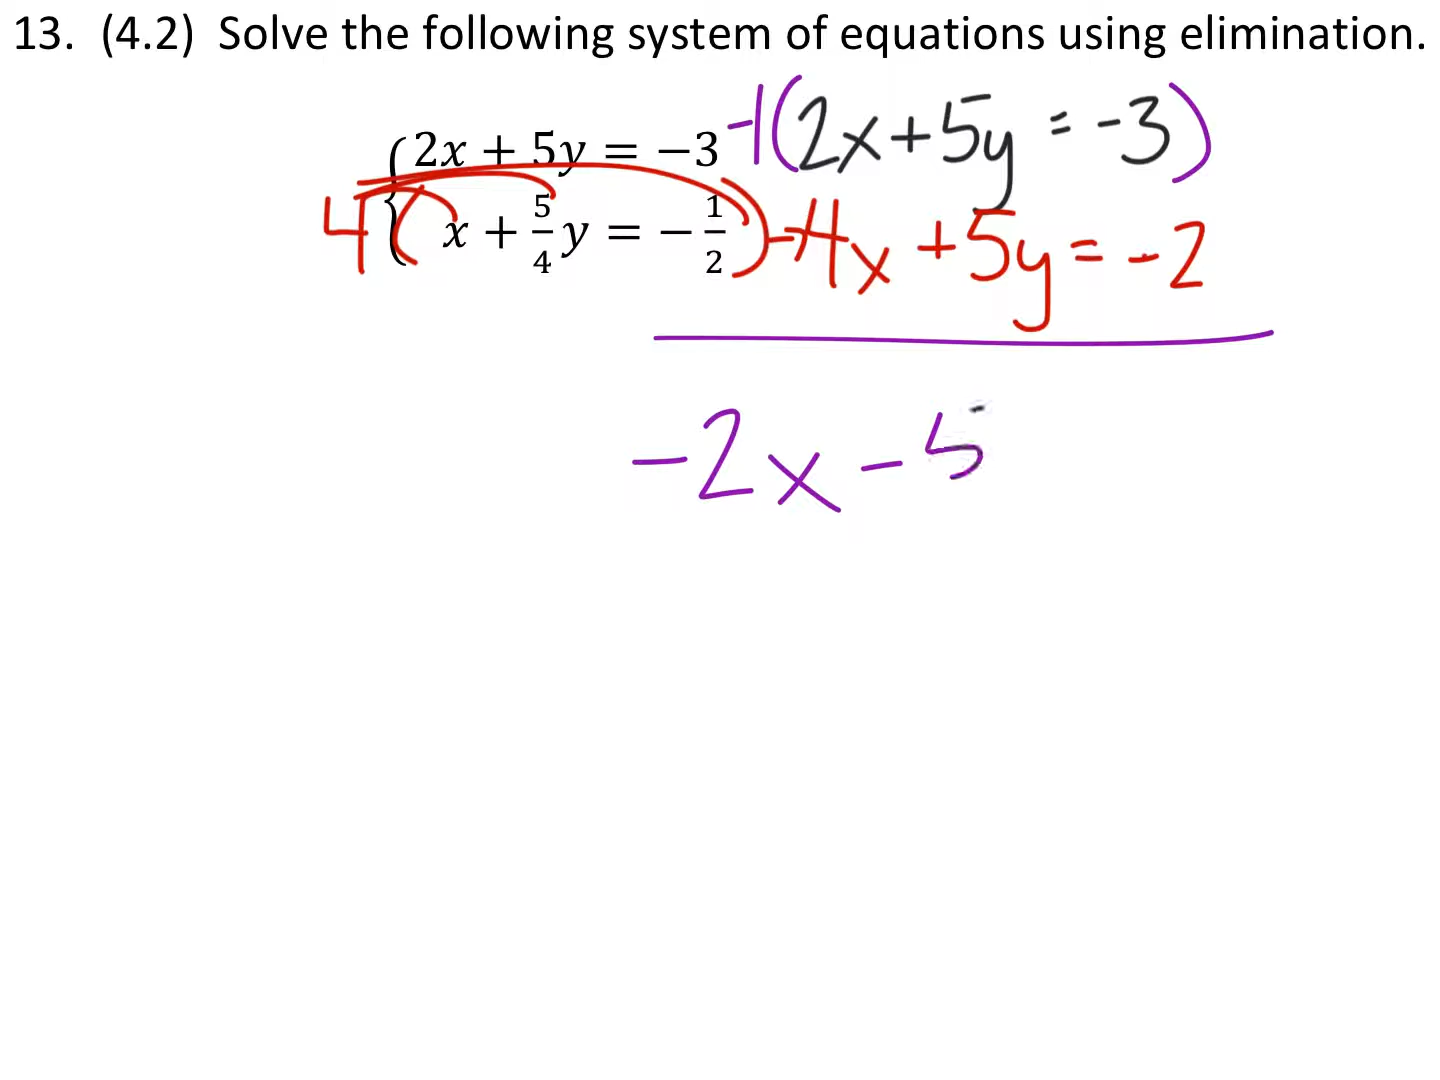 13. (4.2) Solve the following system of equations using elimination.
2x + 5y = −3 -1(2x+5y = -3)
4( x + 5/4 y = − 1/2 ) → 4x + 5y = -2
-2x - 5